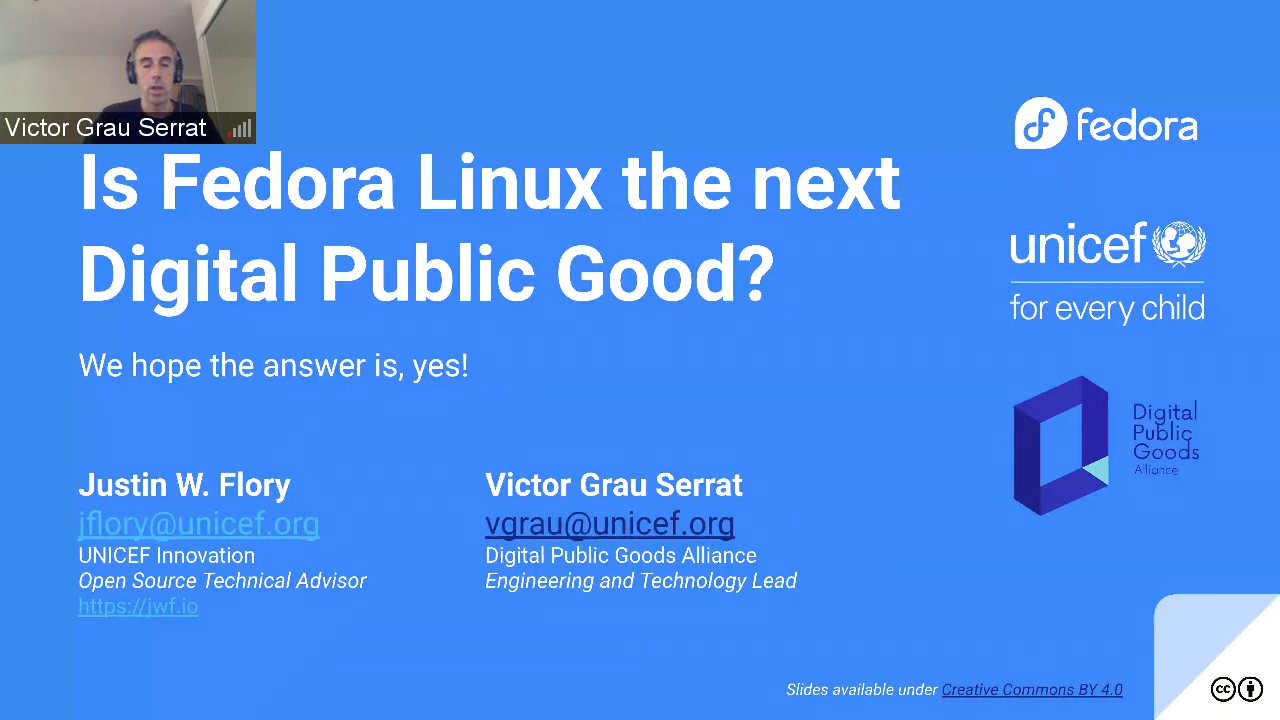 Victor Grau Serrat
Is Fedora Linux the next
Digital Public Good?
We hope the answer is, yes!
Justin W. Flory
jflory@unicef.org
UNICEF Innovation
Open Source Technical Advisor
https://jwf.io
Victor Grau Serrat
vgrau@unicef.org
Digital Public Goods Alliance
Engineering and Technology Lead
fedora
unicef
for every child
Digital
Public
Goods
Alliance
Slides available under Creative Commons BY 4.0
cc